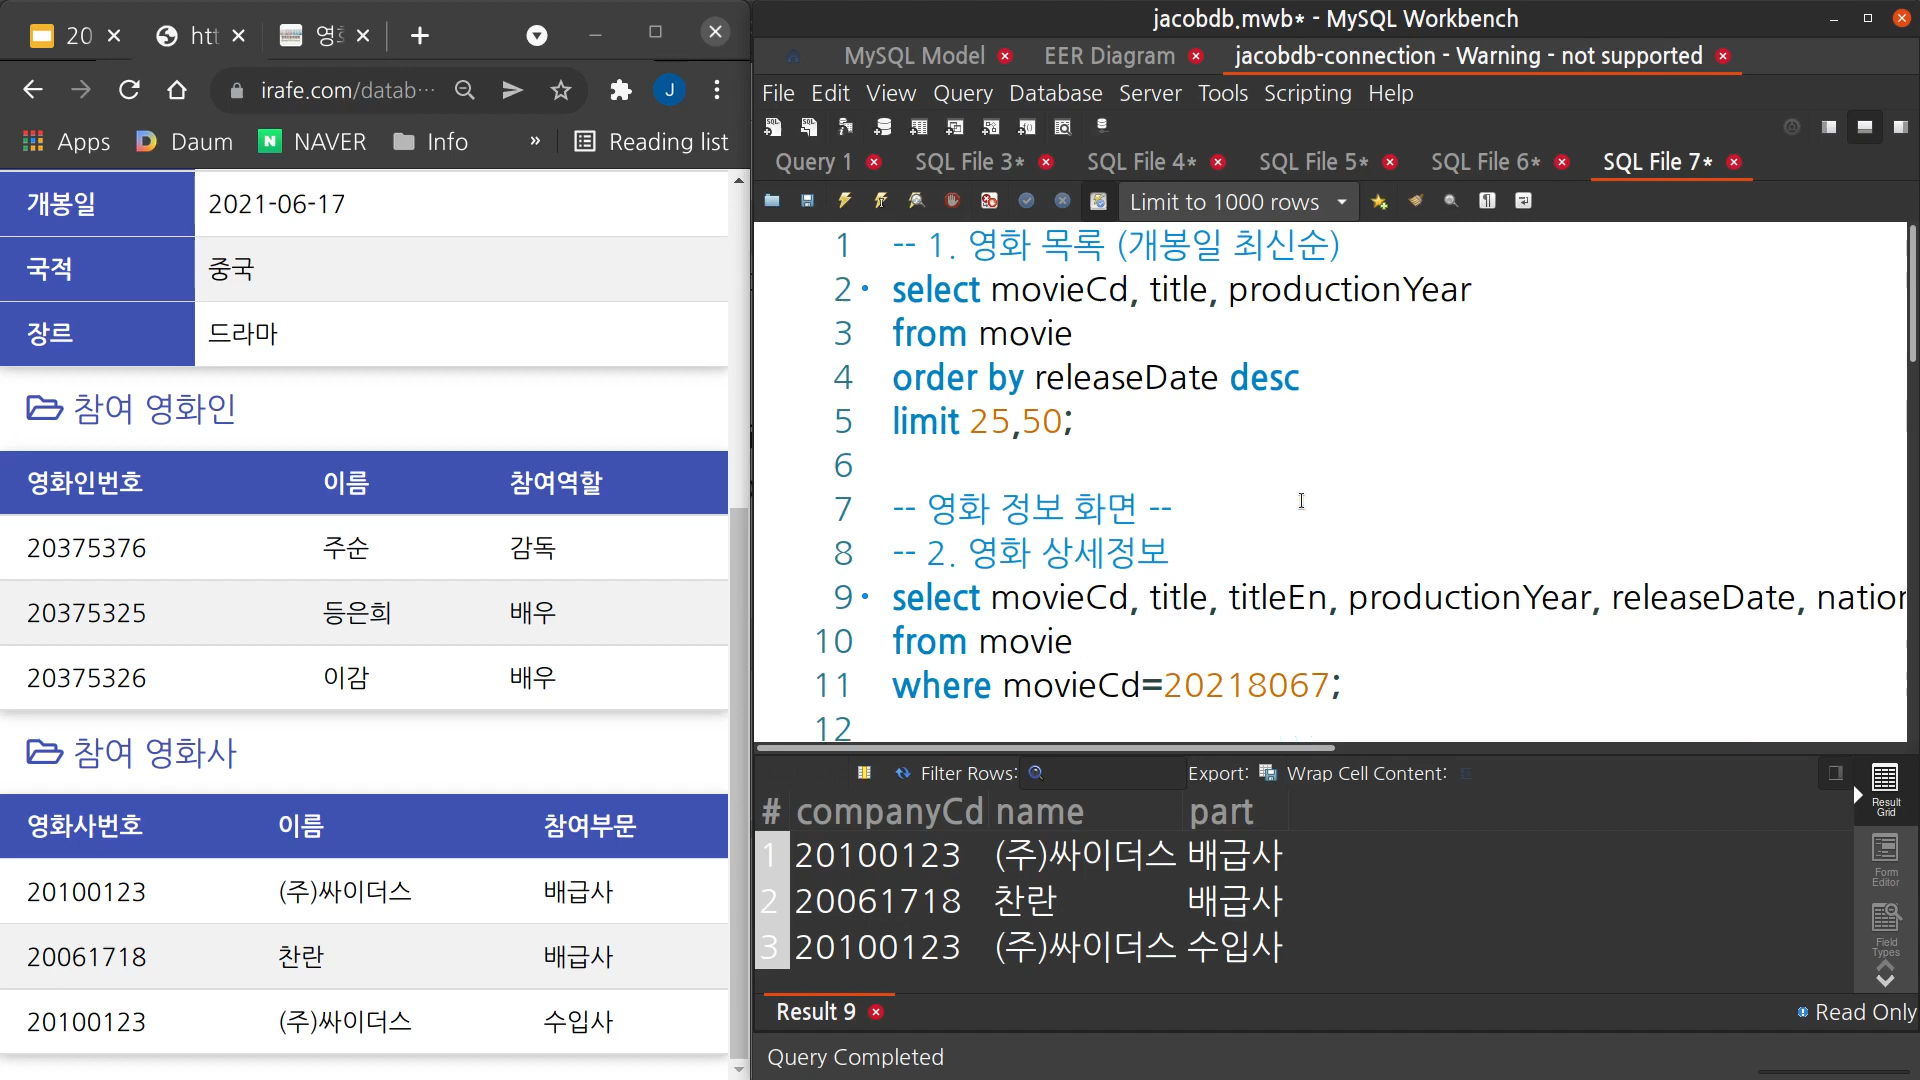 20
htt
영호
irafe.com/datab···
J
Apps
Daum
NAVER
Info
»
Reading list
개봉일 2021-06-17
국적 중국
장르 드라마
참여 영화인
영화인번호 이름 참여역할
20375376 주순 감독
20375325 등은희 배우
20375326 이감 배우
참여 영화사
영화사번호 이름 참여부문
20100123 (주)싸이더스 배급사
20061718 찬란 배급사
20100123 (주)싸이더스 수입사
jacobdb.mwb* - MySQL Workbench
MySQL Model
EER Diagram
jacobdb-connection - Warning - not supported
File Edit View Query Database Server Tools Scripting Help
Query 1
SQL File 3*
SQL File 4*
SQL File 5*
SQL File 6*
SQL File 7*
Limit to 1000 rows
1 -- 1. 영화 목록 (개봉일 최신순)
2 select movieCd, title, productionYear
3 from movie
4 order by releaseDate desc
5 limit 25,50;
6
7 -- 영화 정보 화면 --
8 -- 2. 영화 상세정보
9 select movieCd, title, titleEn, productionYear, releaseDate, nation
10 from movie
11 where movieCd=20218067;
12
Filter Rows:
Export:
Wrap Cell Content:
# companyCd name part
1 20100123 (주)싸이더스 배급사
2 20061718 찬란 배급사
3 20100123 (주)싸이더스 수입사
Result Grid
Form Editor
Field Types
Result 9
Read Only
Query Completed